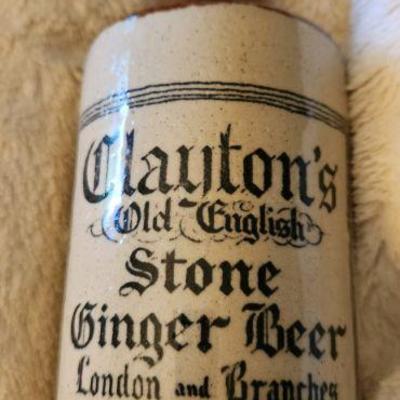 Clayton's
Old English
Stone
Ginger Beer
London and Branches